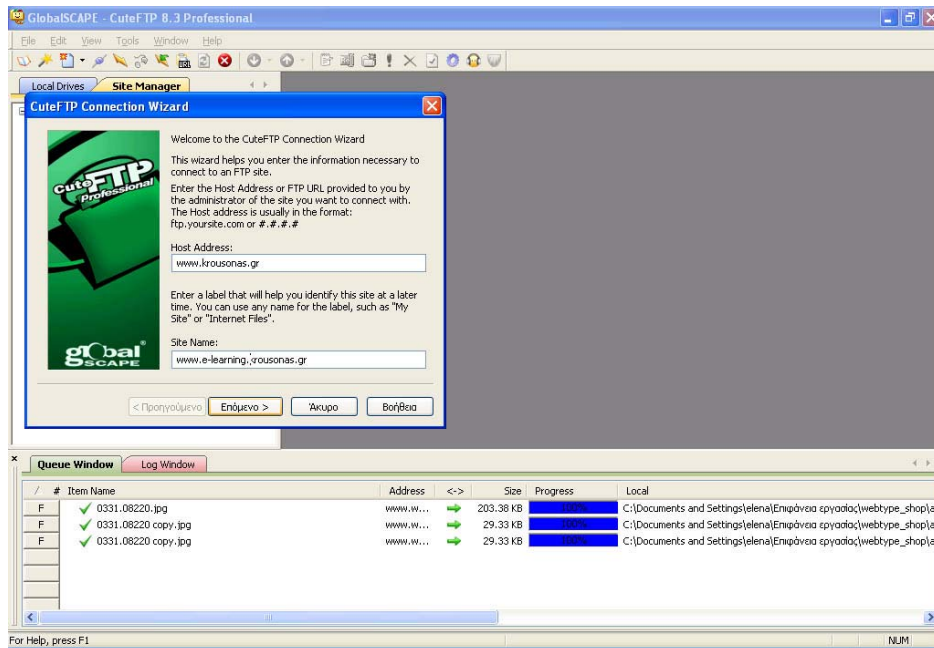 GlobalSCAPE - CuteFTP 8.3 Professional
File Edit View Tools Window Help
Local Drives Site Manager
CuteFTP Connection Wizard
cuteFTP
Professional
Welcome to the CuteFTP Connection Wizard
This wizard helps you enter the information necessary to
connect to an FTP site.
Enter the Host Address or FTP URL provided to you by
the administrator of the site you want to connect with.
The Host address is usually in the format:
ftp.yoursite.com or #.#.#.#
Host Address:
www.krousonas.gr
Enter a label that will help you identify this site at a later
time. You can use any name for the label, such as "My
Site" or "Internet Files".
Site Name:
www.e-learning.krousonas.gr
globalSCAPE
< Προηγούμενο Επόμενο > Άκυρο Βοήθεια
Queue Window Log Window
/ # Item Name Address <-> Size Progress Local
F 0331.08220.jpg www.w... 203.38 KB 100% C:\Documents and Settings\elena\Επιφάνεια εργασίας\webtype_shop\a
F 0331.08220 copy.jpg www.w... 29.33 KB 100% C:\Documents and Settings\elena\Επιφάνεια εργασίας\webtype_shop\a
F 0331.08220 copy.jpg www.w... 29.33 KB 100% C:\Documents and Settings\elena\Επιφάνεια εργασίας\webtype_shop\a
For Help, press F1 NUM